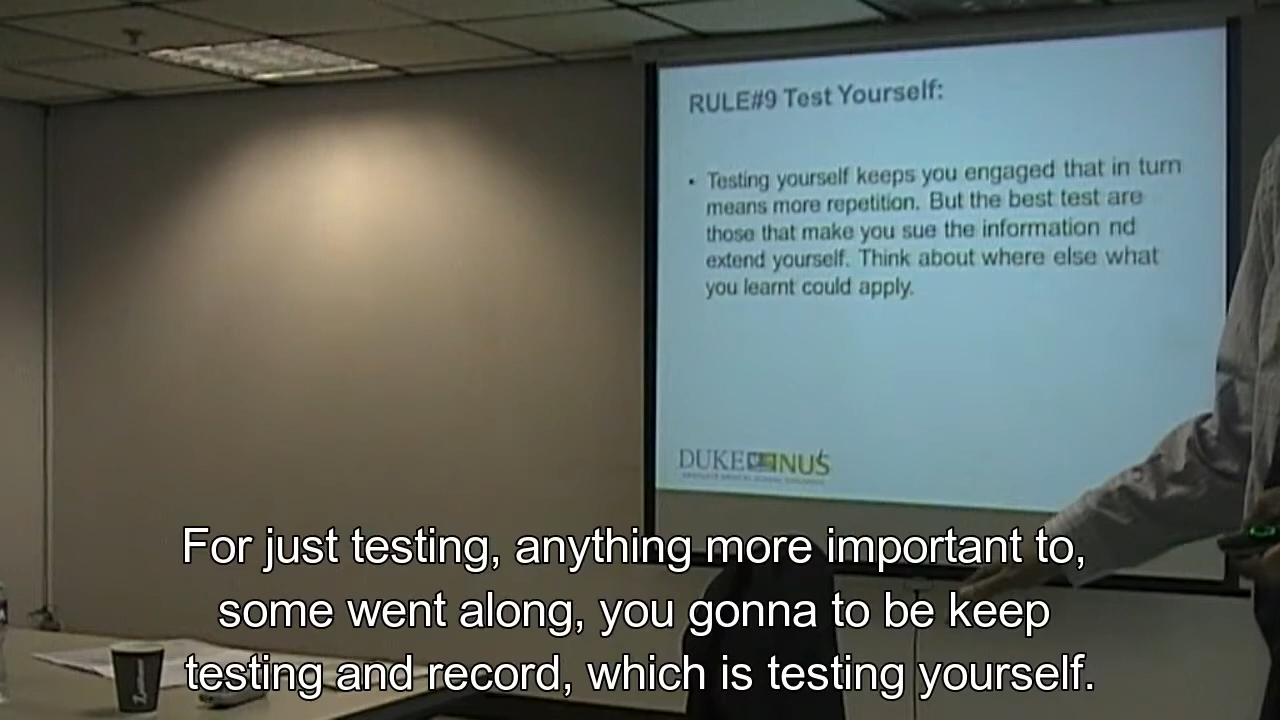 RULE#9 Test Yourself:
• Testing yourself keeps you engaged that in turn
means more repetition. But the best test are
those that make you sue the information nd
extend yourself. Think about where else what
you learnt could apply.
DUKE NUS
For just testing, anything more important to,
some went along, you gonna to be keep
testing and record, which is testing yourself.